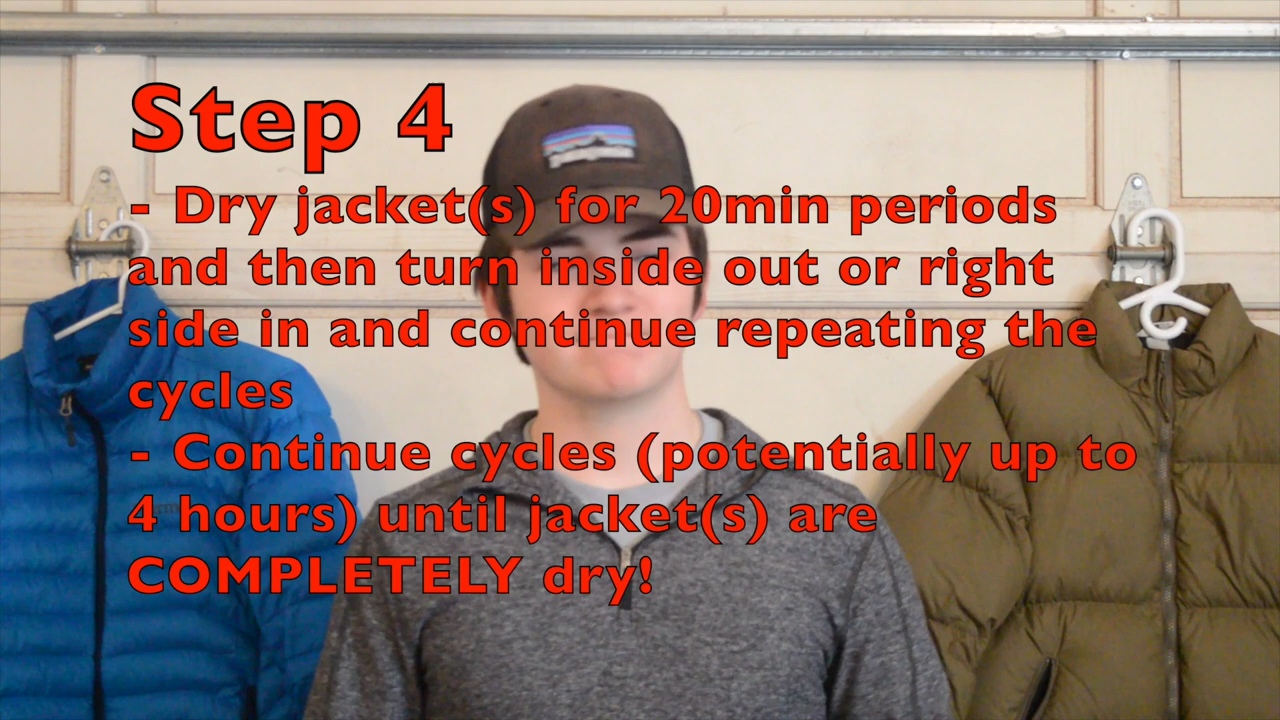 Step 4
- Dry jacket(s) for 20min periods
and then turn inside out or right
side in and continue repeating the
cycles
- Continue cycles (potentially up to
4 hours) until jacket(s) are
COMPLETELY dry!
patagonia